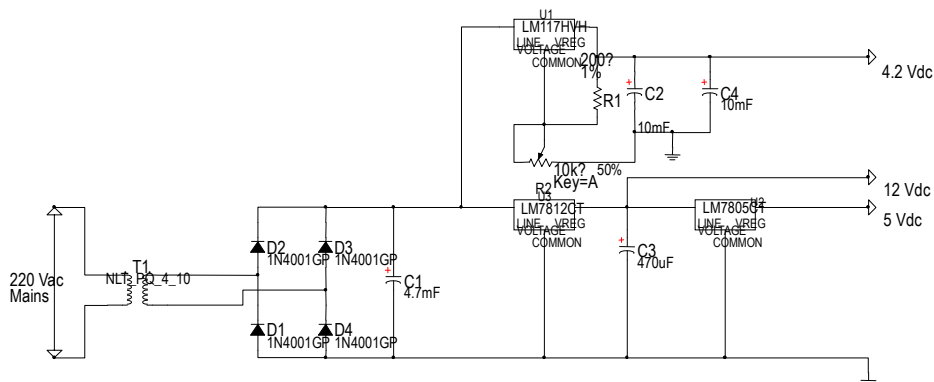 U1
LM117HVH
LINE VREG
VOLTAGE
COMMON
200?
1%
R1
C2
10mF
C4
10mF
4.2 Vdc
10k? 50%
Key=A
R2
U3
LM7812CT
LINE VREG
VOLTAGE
COMMON
U2
LM7805CT
LINE VREG
VOLTAGE
COMMON
12 Vdc
5 Vdc
D2
1N4001GP
D3
1N4001GP
C1
4.7mF
C3
470uF
T1
NLT_PQ_4_10
220 Vac
Mains
D1
1N4001GP
D4
1N4001GP